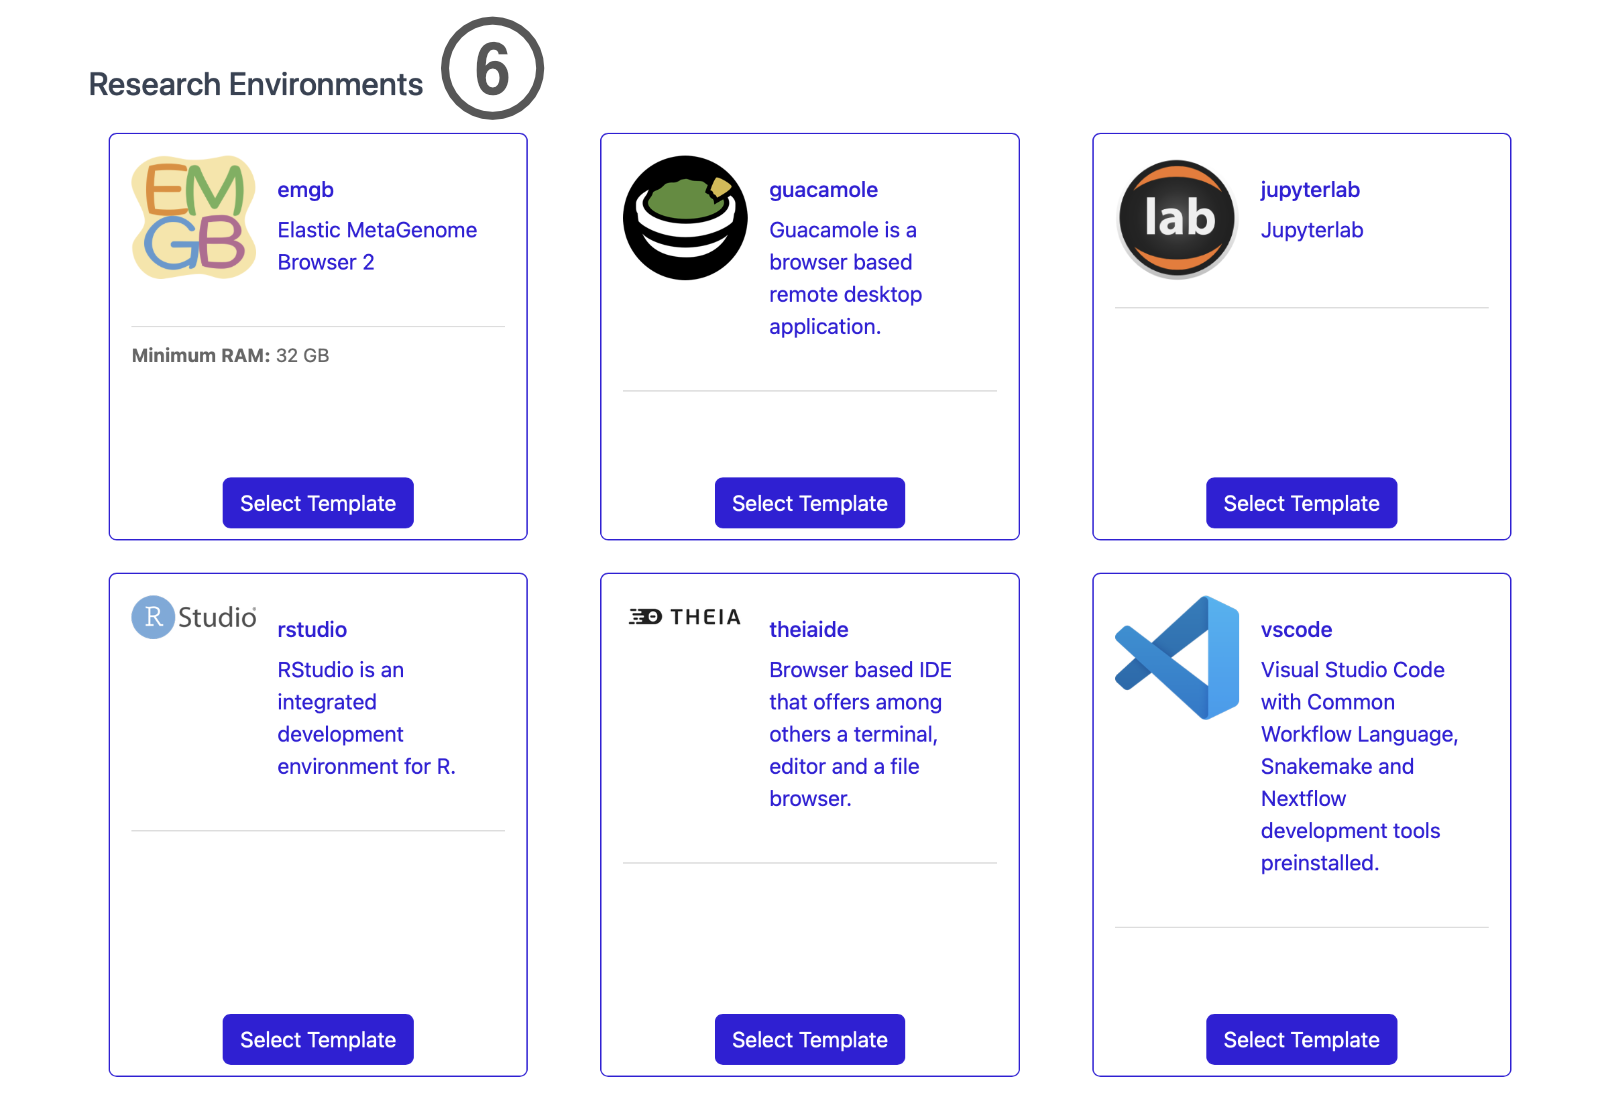 Research Environments
6
EM
GB
emgb
Elastic MetaGenome
Browser 2
Minimum RAM: 32 GB
Select Template
guacamole
Guacamole is a
browser based
remote desktop
application.
Select Template
lab
jupyterlab
Jupyterlab
Select Template
R Studio
rstudio
RStudio is an
integrated
development
environment for R.
Select Template
THEIA
theiaide
Browser based IDE
that offers among
others a terminal,
editor and a file
browser.
Select Template
vscode
Visual Studio Code
with Common
Workflow Language,
Snakemake and
Nextflow
development tools
preinstalled.
Select Template